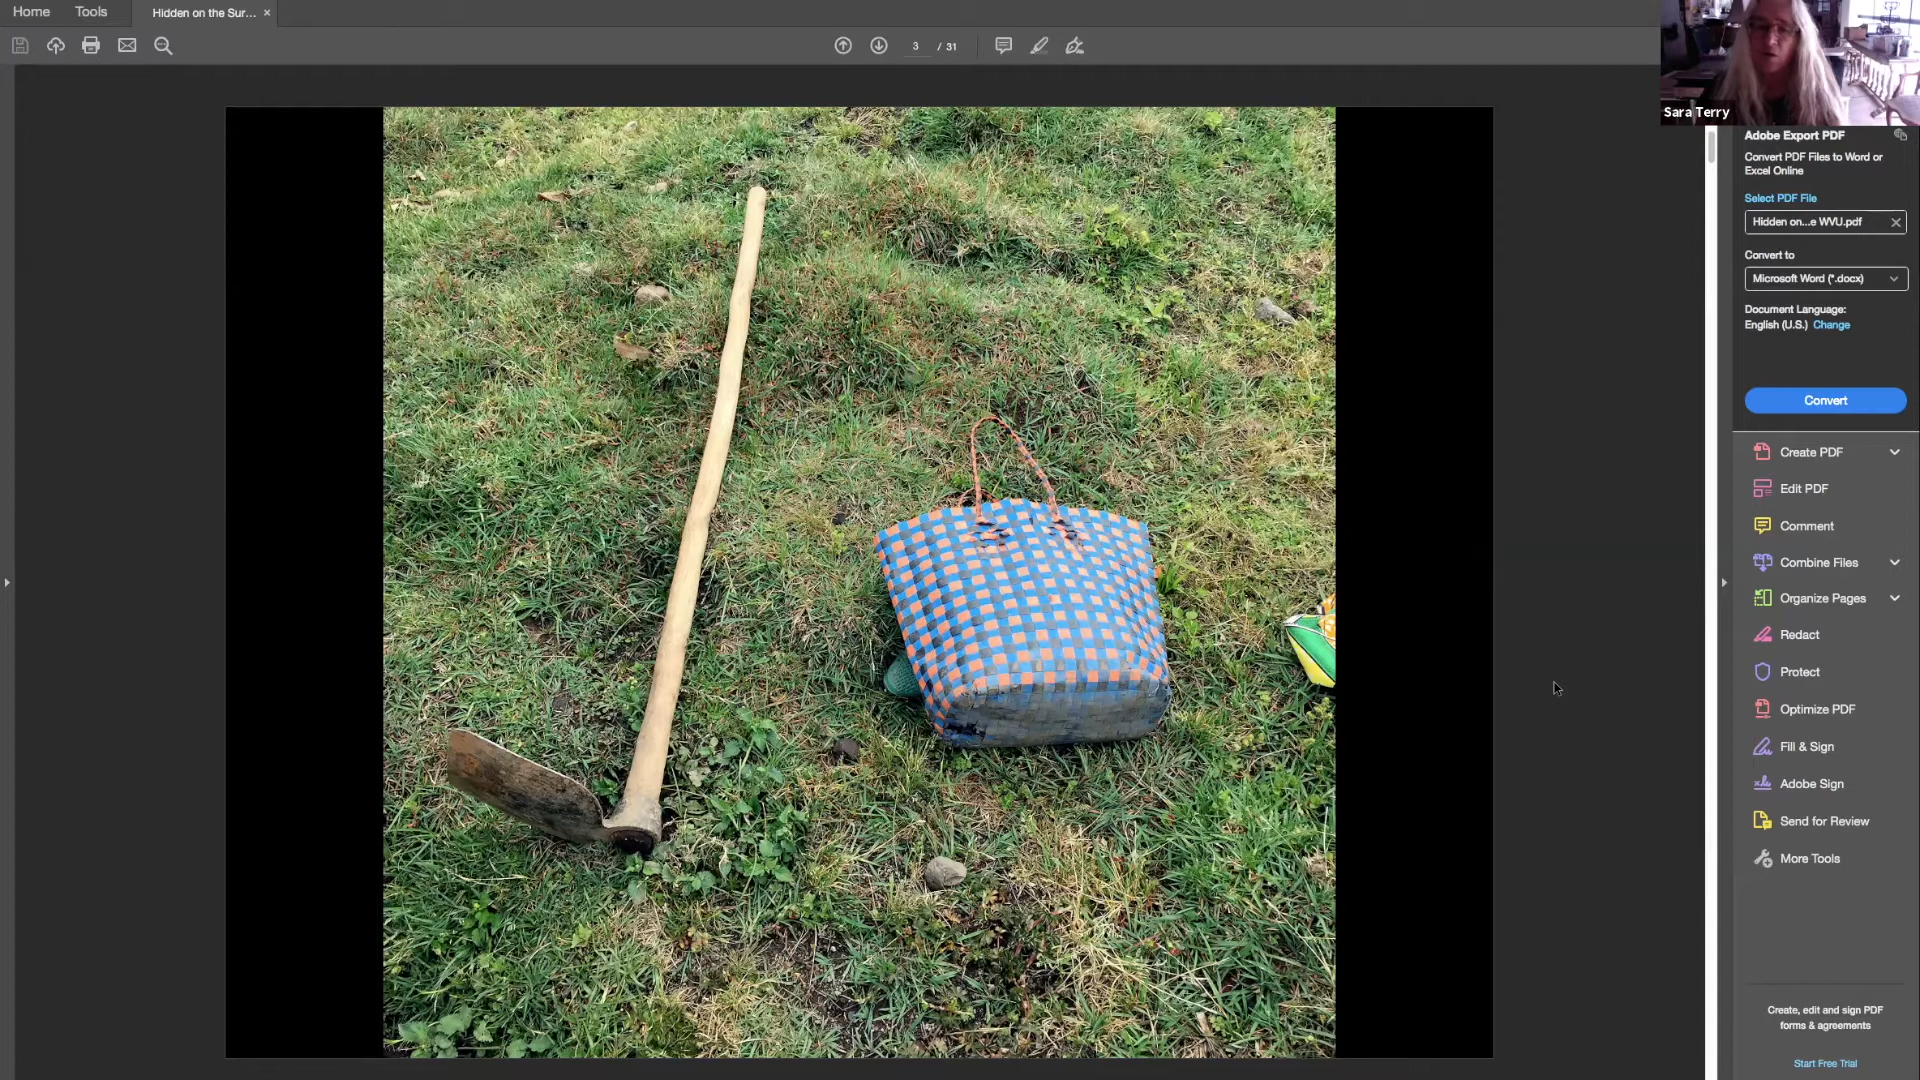 Home
Tools
Hidden on the Sur...
3 / 31
Sara Terry
Adobe Export PDF
Convert PDF Files to Word or
Excel Online
Select PDF File
Hidden on...e WVU.pdf
Convert to
Microsoft Word (*.docx)
Document Language:
English (U.S.) Change
Convert
Create PDF
Edit PDF
Comment
Combine Files
Organize Pages
Redact
Protect
Optimize PDF
Fill & Sign
Adobe Sign
Send for Review
More Tools
Create, edit and sign PDF
forms & agreements
Start Free Trial